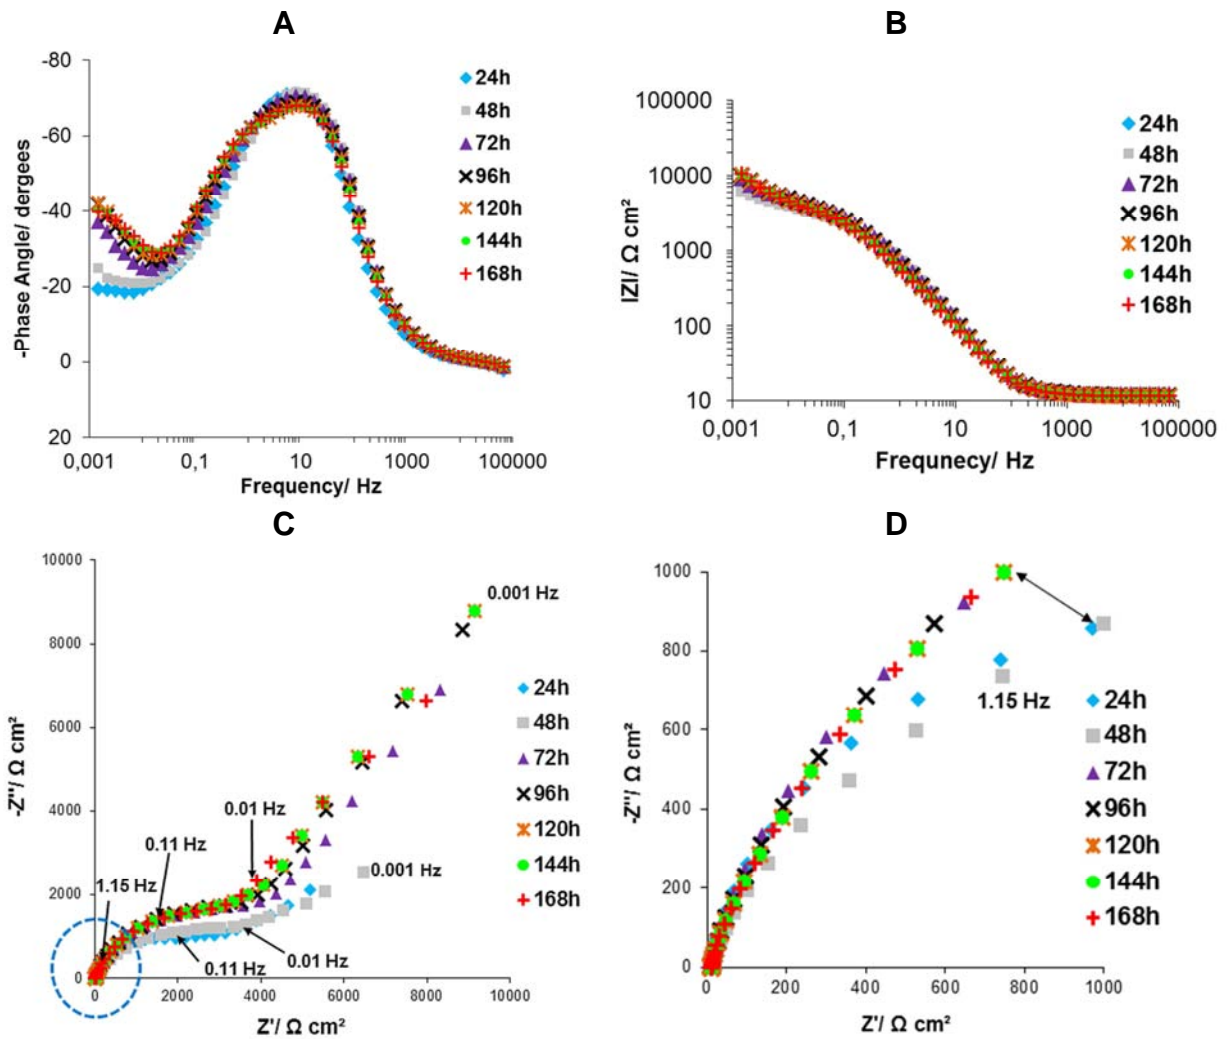 A
-80
-60
-40
-20
0
20
-Phase Angle/ dergees
0,001
0,1
10
1000
100000
Frequency/ Hz
24h
48h
72h
96h
120h
144h
168h
B
100000
10000
1000
100
10
IZI/ Ω cm²
0,001
0,1
10
1000
100000
Frequnecy/ Hz
24h
48h
72h
96h
120h
144h
168h
C
10000
8000
6000
4000
2000
0
-Z"/ Ω cm²
0
2000
4000
6000
8000
10000
Z'/ Ω cm²
0.001 Hz
0.01 Hz
0.11 Hz
1.15 Hz
0.001 Hz
0.01 Hz
0.11 Hz
24h
48h
72h
96h
120h
144h
168h
D
1000
800
600
400
200
0
-Z"/ Ω cm²
0
200
400
600
800
1000
Z'/ Ω cm²
1.15 Hz
24h
48h
72h
96h
120h
144h
168h